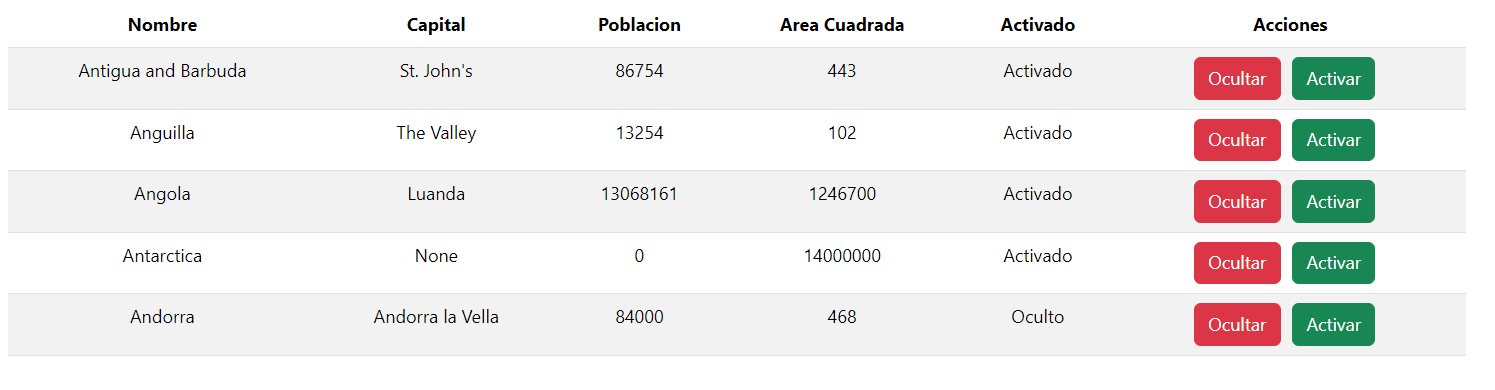 Nombre Capital Poblacion Area Cuadrada Activado Acciones
Antigua and Barbuda St. John's 86754 443 Activado Ocultar Activar
Anguilla The Valley 13254 102 Activado Ocultar Activar
Angola Luanda 13068161 1246700 Activado Ocultar Activar
Antarctica None 0 14000000 Activado Ocultar Activar
Andorra Andorra la Vella 84000 468 Oculto Ocultar Activar